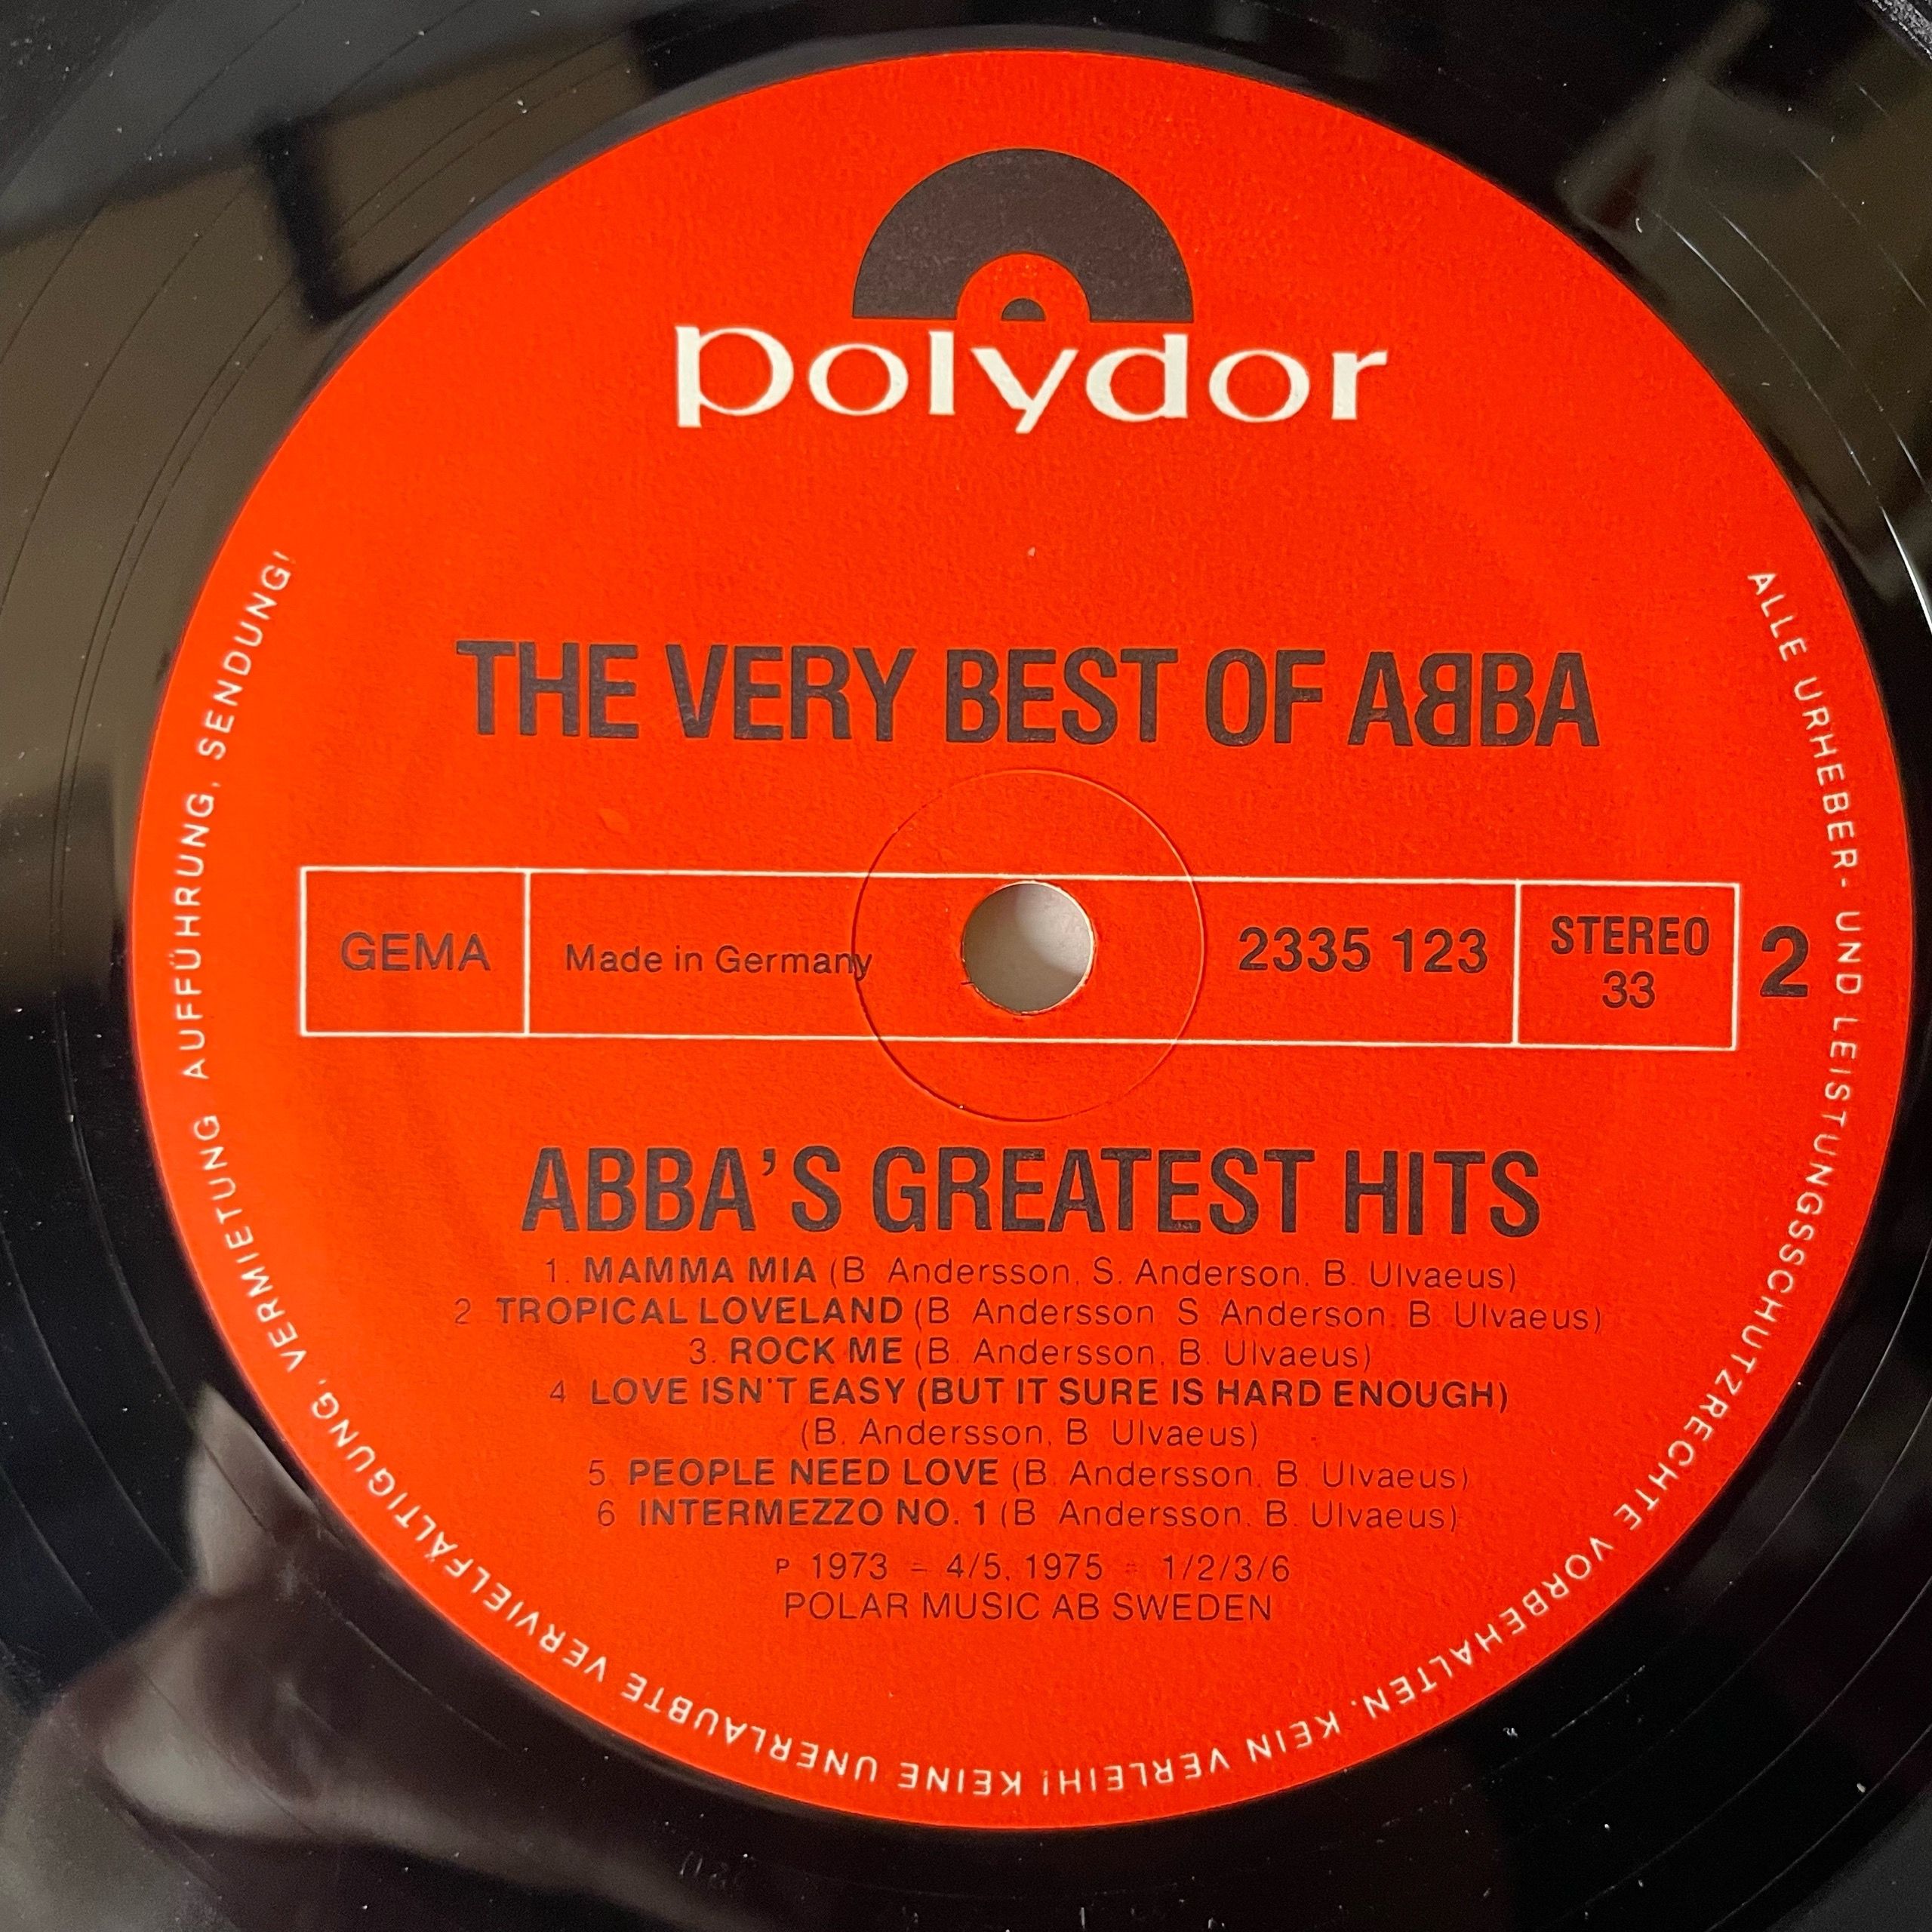 polydor
THE VERY BEST OF ABBA
GEMA
Made in Germany
2335 123
STEREO
33
2
ABBA'S GREATEST HITS
1. MAMMA MIA (B Andersson, S. Anderson, B. Ulvaeus)
2 TROPICAL LOVELAND (B Andersson S Anderson, B Ulvaeus)
3. ROCK ME (B. Andersson, B. Ulvaeus)
4 LOVE ISN'T EASY (BUT IT SURE IS HARD ENOUGH)
(B. Andersson, B Ulvaeus)
5 PEOPLE NEED LOVE (B. Andersson, B. Ulvaeus)
6 INTERMEZZO NO. 1 (B Andersson, B. Ulvaeus)
P 1973 = 4/5, 1975 = 1/2/3/6
POLAR MUSIC AB SWEDEN
ALLE URHEBER- UND LEISTUNGSSCHUTZRECHTE VORBEHALTEN. KEIN VERLEIH! KEINE UNERLAUBTE VERVIELFÄLTIGUNG, VERMIETUNG AUFFÜHRUNG, SENDUNG!